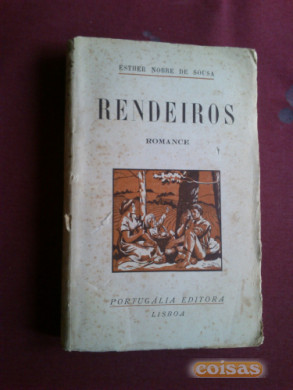 ESTHER NOBRE DE SOUSA
RENDEIROS
ROMANCE
PORTUGÁLIA EDITORA
LISBOA
coisas